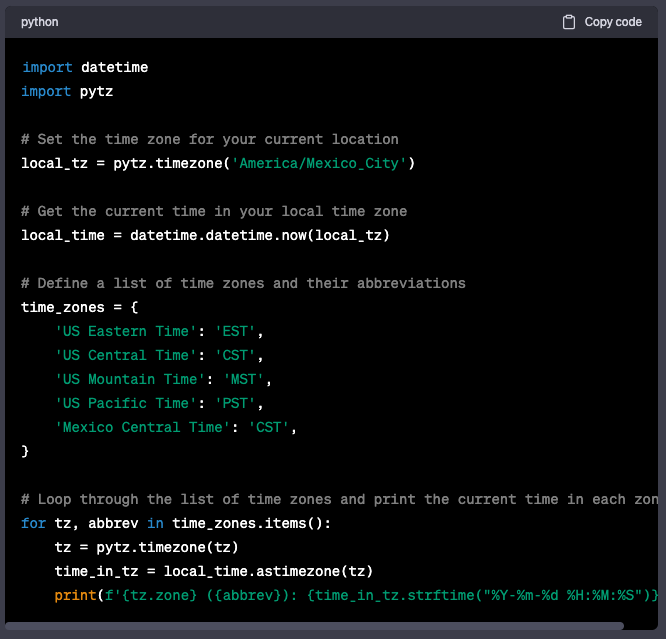 python Copy code
import datetime
import pytz
# Set the time zone for your current location
local_tz = pytz.timezone('America/Mexico_City')
# Get the current time in your local time zone
local_time = datetime.datetime.now(local_tz)
# Define a list of time zones and their abbreviations
time_zones = {
    'US Eastern Time': 'EST',
    'US Central Time': 'CST',
    'US Mountain Time': 'MST',
    'US Pacific Time': 'PST',
    'Mexico Central Time': 'CST',
}
# Loop through the list of time zones and print the current time in each zon
for tz, abbrev in time_zones.items():
    tz = pytz.timezone(tz)
    time_in_tz = local_time.astimezone(tz)
    print(f'{tz.zone} ({abbrev}): {time_in_tz.strftime("%Y-%m-%d %H:%M:%S")}